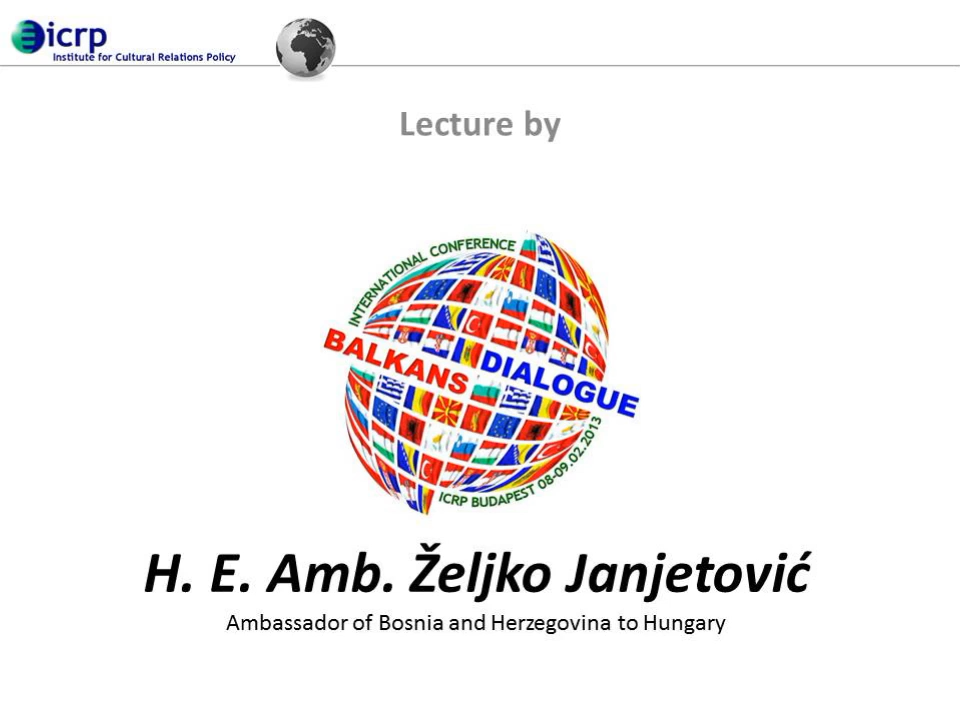 icrp
Institute for Cultural Relations Policy
Lecture by
INTERNATIONAL CONFERENCE
BALKANS DIALOGUE
ICRP BUDAPEST 08-09.02.2013
H. E. Amb. Željko Janjetović
Ambassador of Bosnia and Herzegovina to Hungary